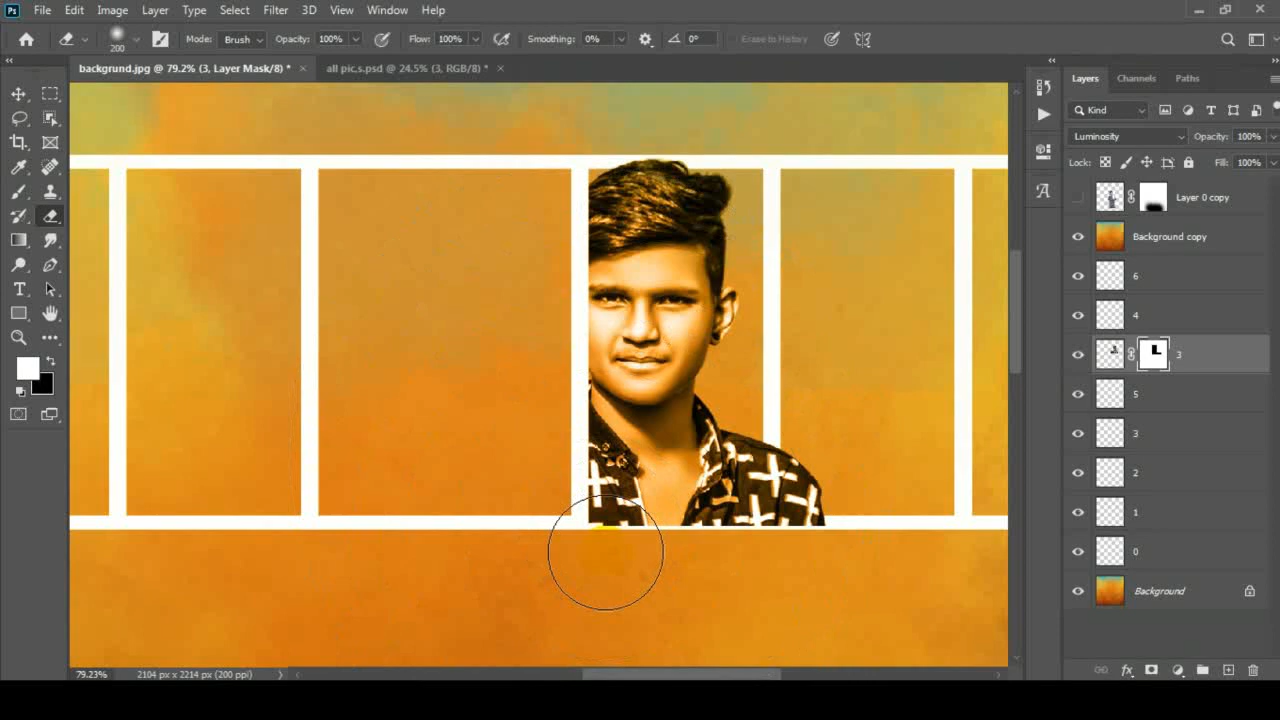 Ps File Edit Image Layer Type Select Filter 3D View Window Help
200 Mode: Brush Opacity: 100% Flow: 100% Smoothing: 0% 0° Erase to History
backgrund.jpg @ 79.2% (3, Layer Mask/8) * × all pic,s.psd @ 24.5% (3, RGB/8) * ×
Layers Channels Paths
Kind
Luminosity Opacity: 100%
Lock: Fill: 100%
Layer 0 copy
Background copy
6
4
3
5
3
2
1
0
Background
79.23% 2104 px x 2214 px (200 ppi)